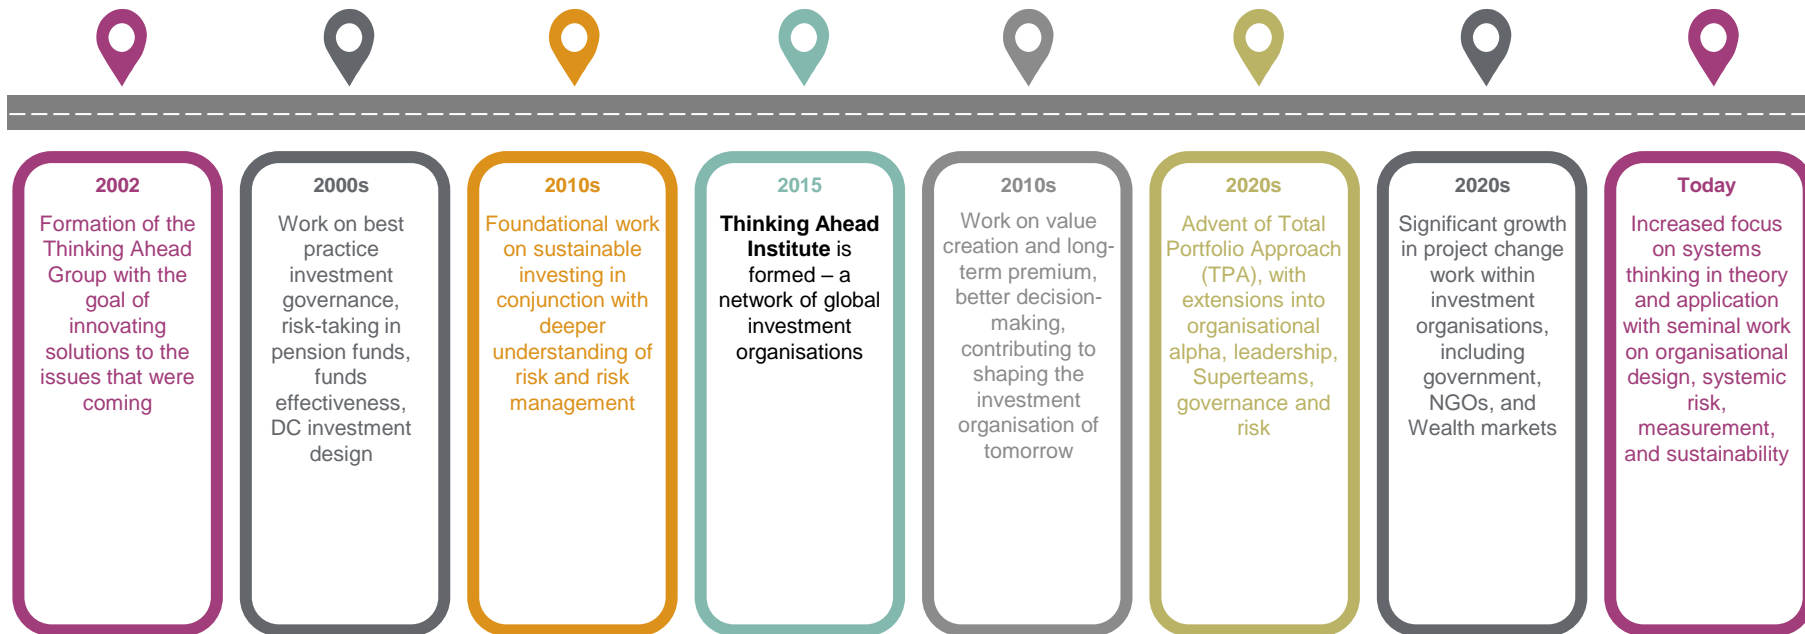 2002
Formation of the
Thinking Ahead
Group with the
goal of
innovating
solutions to the
issues that were
coming
2000s
Work on best
practice
investment
governance,
risk-taking in
pension funds,
funds
effectiveness,
DC investment
design
2010s
Foundational work
on sustainable
investing in
conjunction with
deeper
understanding of
risk and risk
management
2015
Thinking Ahead
Institute is
formed – a
network of global
investment
organisations
2010s
Work on value
creation and long-
term premium,
better decision-
making,
contributing to
shaping the
investment
organisation of
tomorrow
2020s
Advent of Total
Portfolio Approach
(TPA), with
extensions into
organisational
alpha, leadership,
Superteams,
governance and
risk
2020s
Significant growth
in project change
work within
investment
organisations,
including
government,
NGOs, and
Wealth markets
Today
Increased focus
on systems
thinking in theory
and application
with seminal work
on organisational
design, systemic
risk,
measurement,
and sustainability